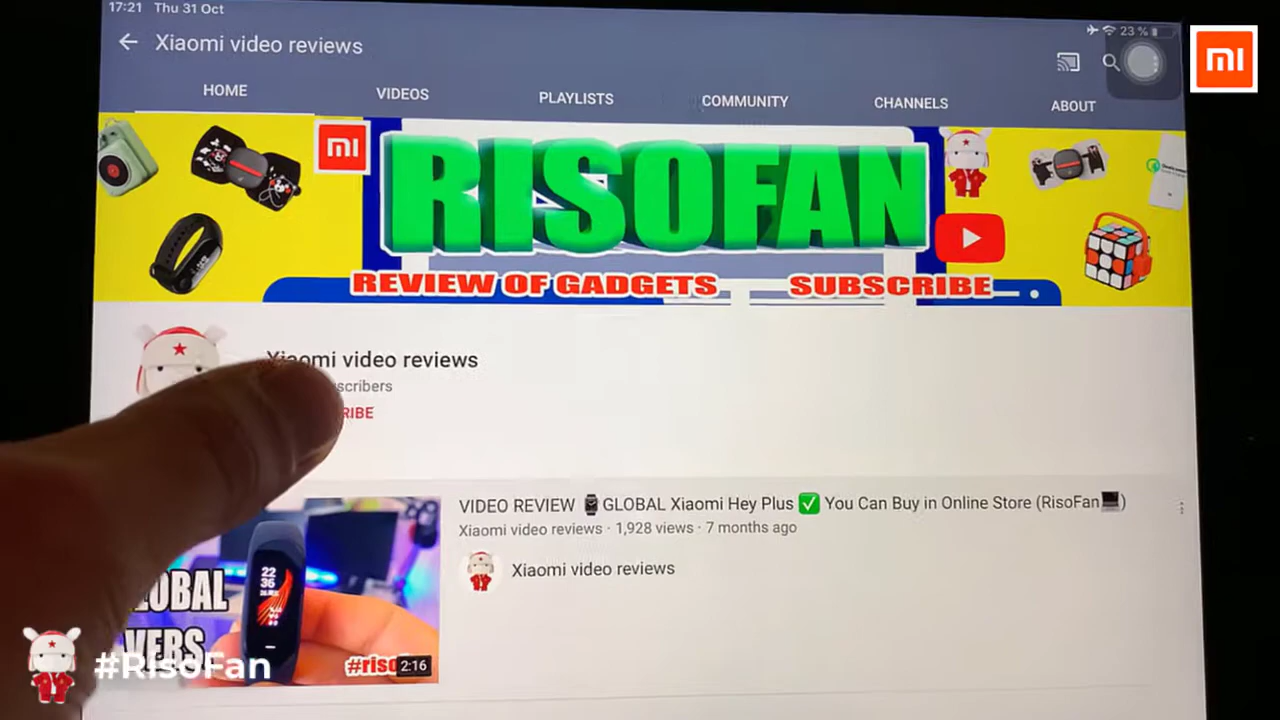 17:21 Thu 31 Oct
23 %
Xiaomi video reviews
HOME VIDEOS PLAYLISTS COMMUNITY CHANNELS ABOUT
mi
mi
RISOFAN
REVIEW OF GADGETS SUBSCRIBE
Xiaomi video reviews
scribers
RIBE
VIDEO REVIEW ⌚GLOBAL Xiaomi Hey Plus ✅ You Can Buy in Online Store (RisoFan💻)
Xiaomi video reviews · 1,928 views · 7 months ago
Xiaomi video reviews
22
36
LOBAL
VERS
#riso
2:16
#RisoFan